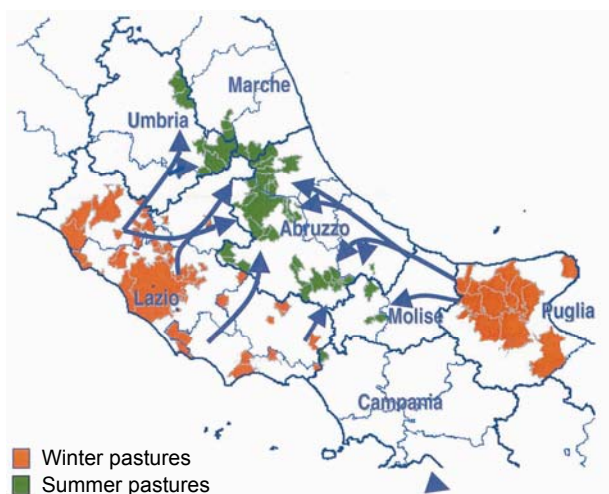 Marche
Umbria
Abruzzo
Lazio
Molise
Puglia
Campania
Winter pastures
Summer pastures